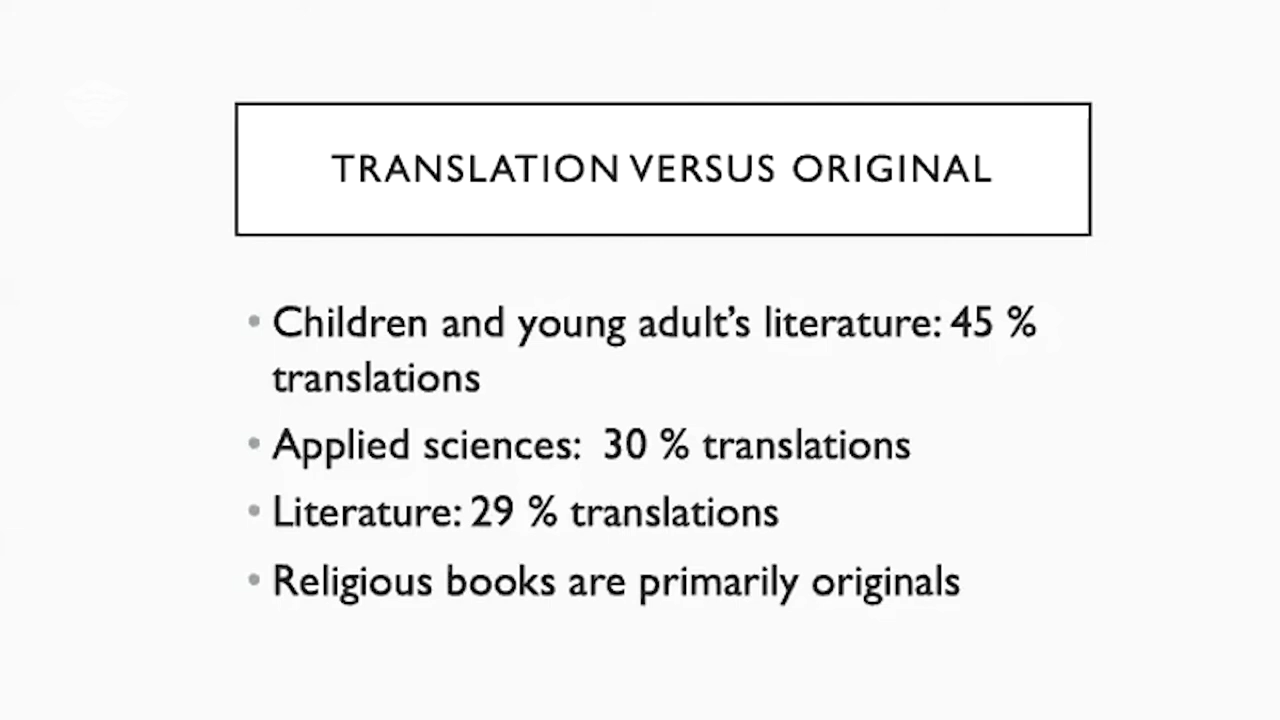 TRANSLATION VERSUS ORIGINAL
• Children and young adult’s literature: 45 %
translations
• Applied sciences:  30 % translations
• Literature: 29 % translations
• Religious books are primarily originals